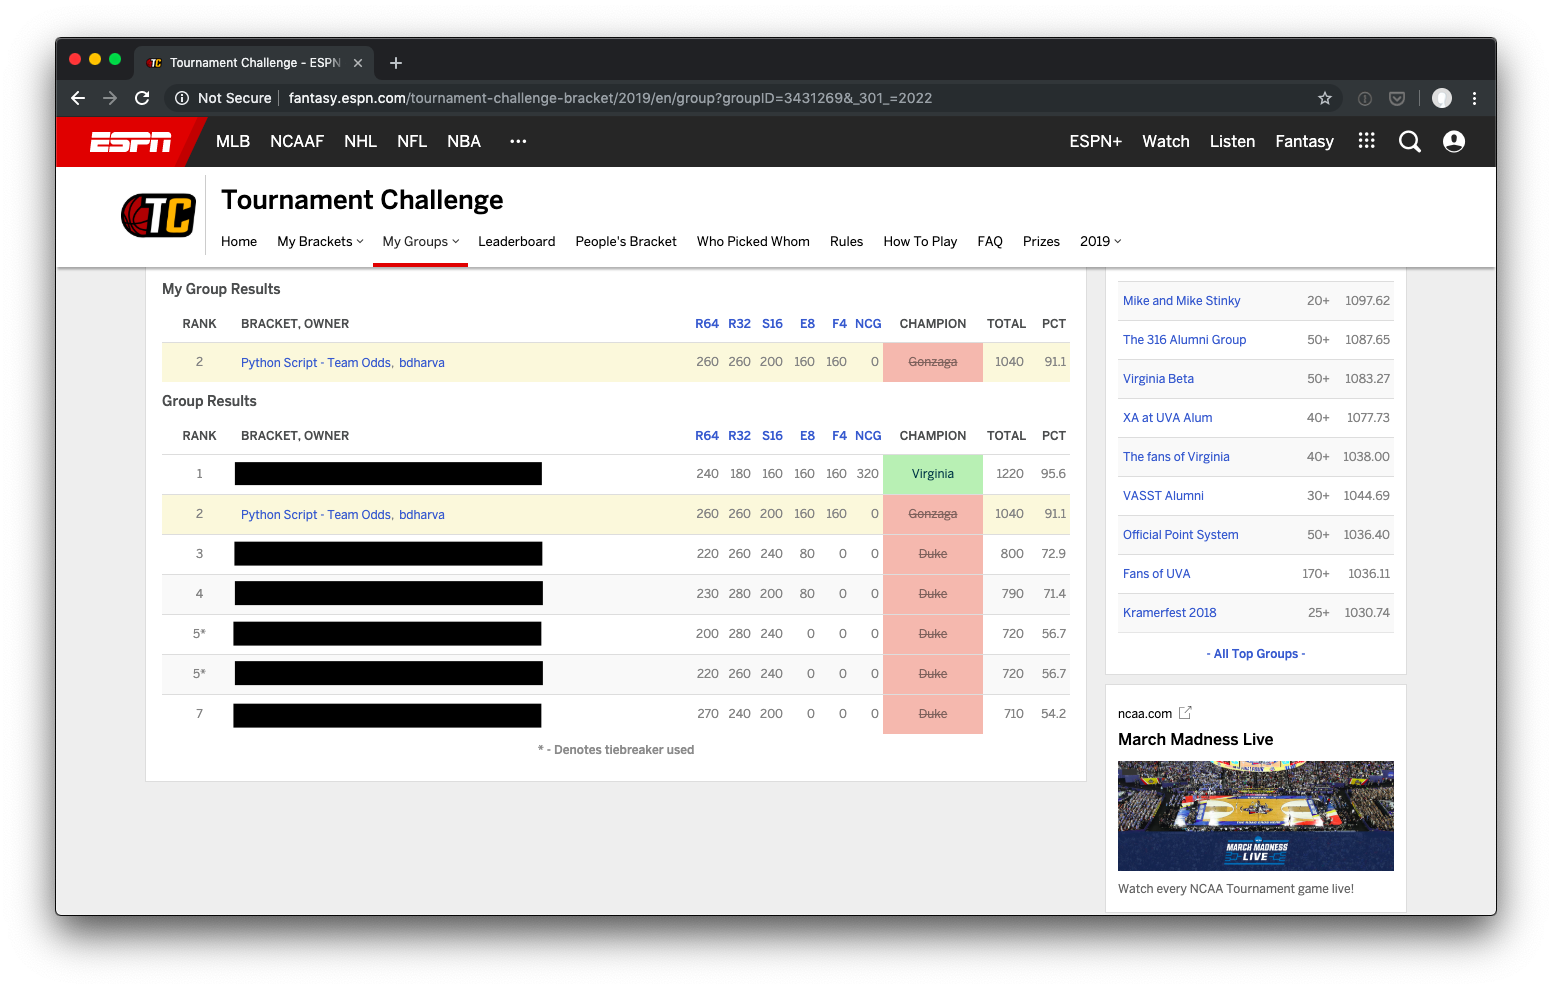 TC Tournament Challenge - ESPN
Not Secure | fantasy.espn.com/tournament-challenge-bracket/2019/en/group?groupID=3431269&_301_=2022
ESPN MLB NCAAF NHL NFL NBA ••• ESPN+ Watch Listen Fantasy
TC
Tournament Challenge
Home My Brackets My Groups Leaderboard People's Bracket Who Picked Whom Rules How To Play FAQ Prizes 2019
My Group Results
RANK BRACKET, OWNER R64 R32 S16 E8 F4 NCG CHAMPION TOTAL PCT
2 Python Script - Team Odds, bdharva 260 260 200 160 160 0 Gonzaga 1040 91.1
Group Results
RANK BRACKET, OWNER R64 R32 S16 E8 F4 NCG CHAMPION TOTAL PCT
1 240 180 160 160 160 320 Virginia 1220 95.6
2 Python Script - Team Odds, bdharva 260 260 200 160 160 0 Gonzaga 1040 91.1
3 220 260 240 80 0 0 Duke 800 72.9
4 230 280 200 80 0 0 Duke 790 71.4
5* 200 280 240 0 0 0 Duke 720 56.7
5* 220 260 240 0 0 0 Duke 720 56.7
7 270 240 200 0 0 0 Duke 710 54.2
* - Denotes tiebreaker used
Mike and Mike Stinky 20+ 1097.62
The 316 Alumni Group 50+ 1087.65
Virginia Beta 50+ 1083.27
XA at UVA Alum 40+ 1077.73
The fans of Virginia 40+ 1038.00
VASST Alumni 30+ 1044.69
Official Point System 50+ 1036.40
Fans of UVA 170+ 1036.11
Kramerfest 2018 25+ 1030.74
- All Top Groups -
ncaa.com
March Madness Live
MARCH MADNESS
LIVE
Watch every NCAA Tournament game live!